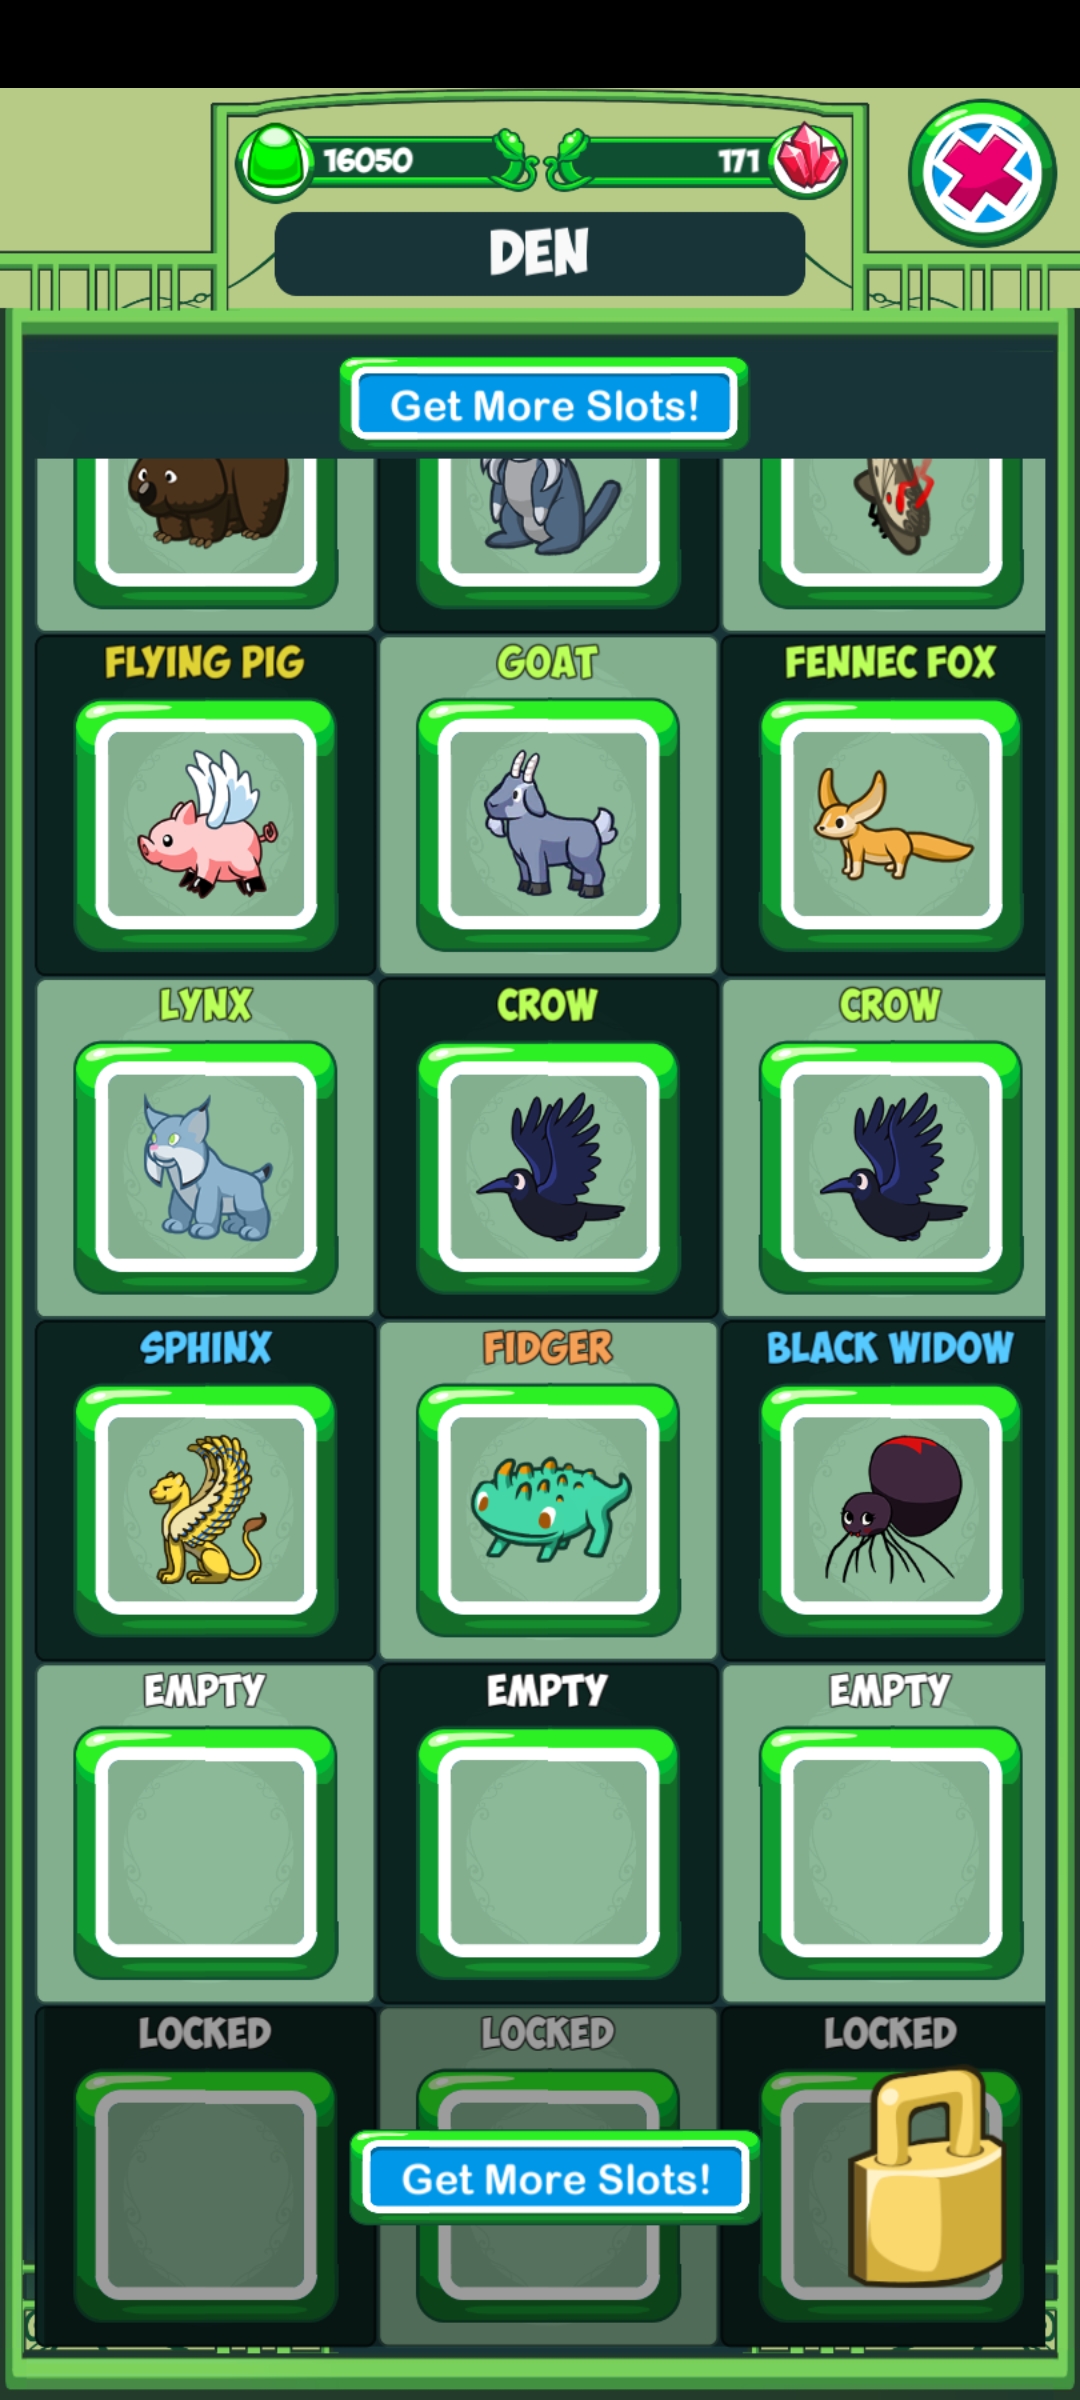 16050
171
DEN
Get More Slots!
FLYING PIG
GOAT
FENNEC FOX
LYNX
CROW
CROW
SPHINX
FIDGER
BLACK WIDOW
EMPTY
EMPTY
EMPTY
LOCKED
LOCKED
LOCKED
Get More Slots!